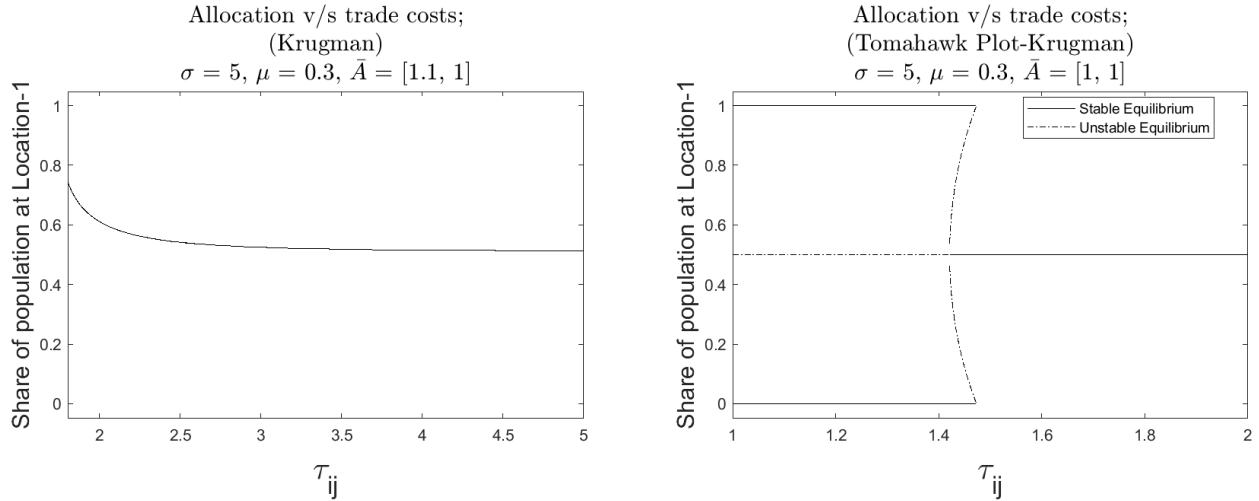 Allocation v/s trade costs;
(Krugman)
σ = 5, μ = 0.3, Ā = [1.1, 1]
Share of population at Location-1
1
0.8
0.6
0.4
0.2
0
2
2.5
3
3.5
4
4.5
5
τij
Allocation v/s trade costs;
(Tomahawk Plot-Krugman)
σ = 5, μ = 0.3, Ā = [1, 1]
Share of population at Location-1
1
0.8
0.6
0.4
0.2
0
Stable Equilibrium
Unstable Equilibrium
1
1.2
1.4
1.6
1.8
2
τij